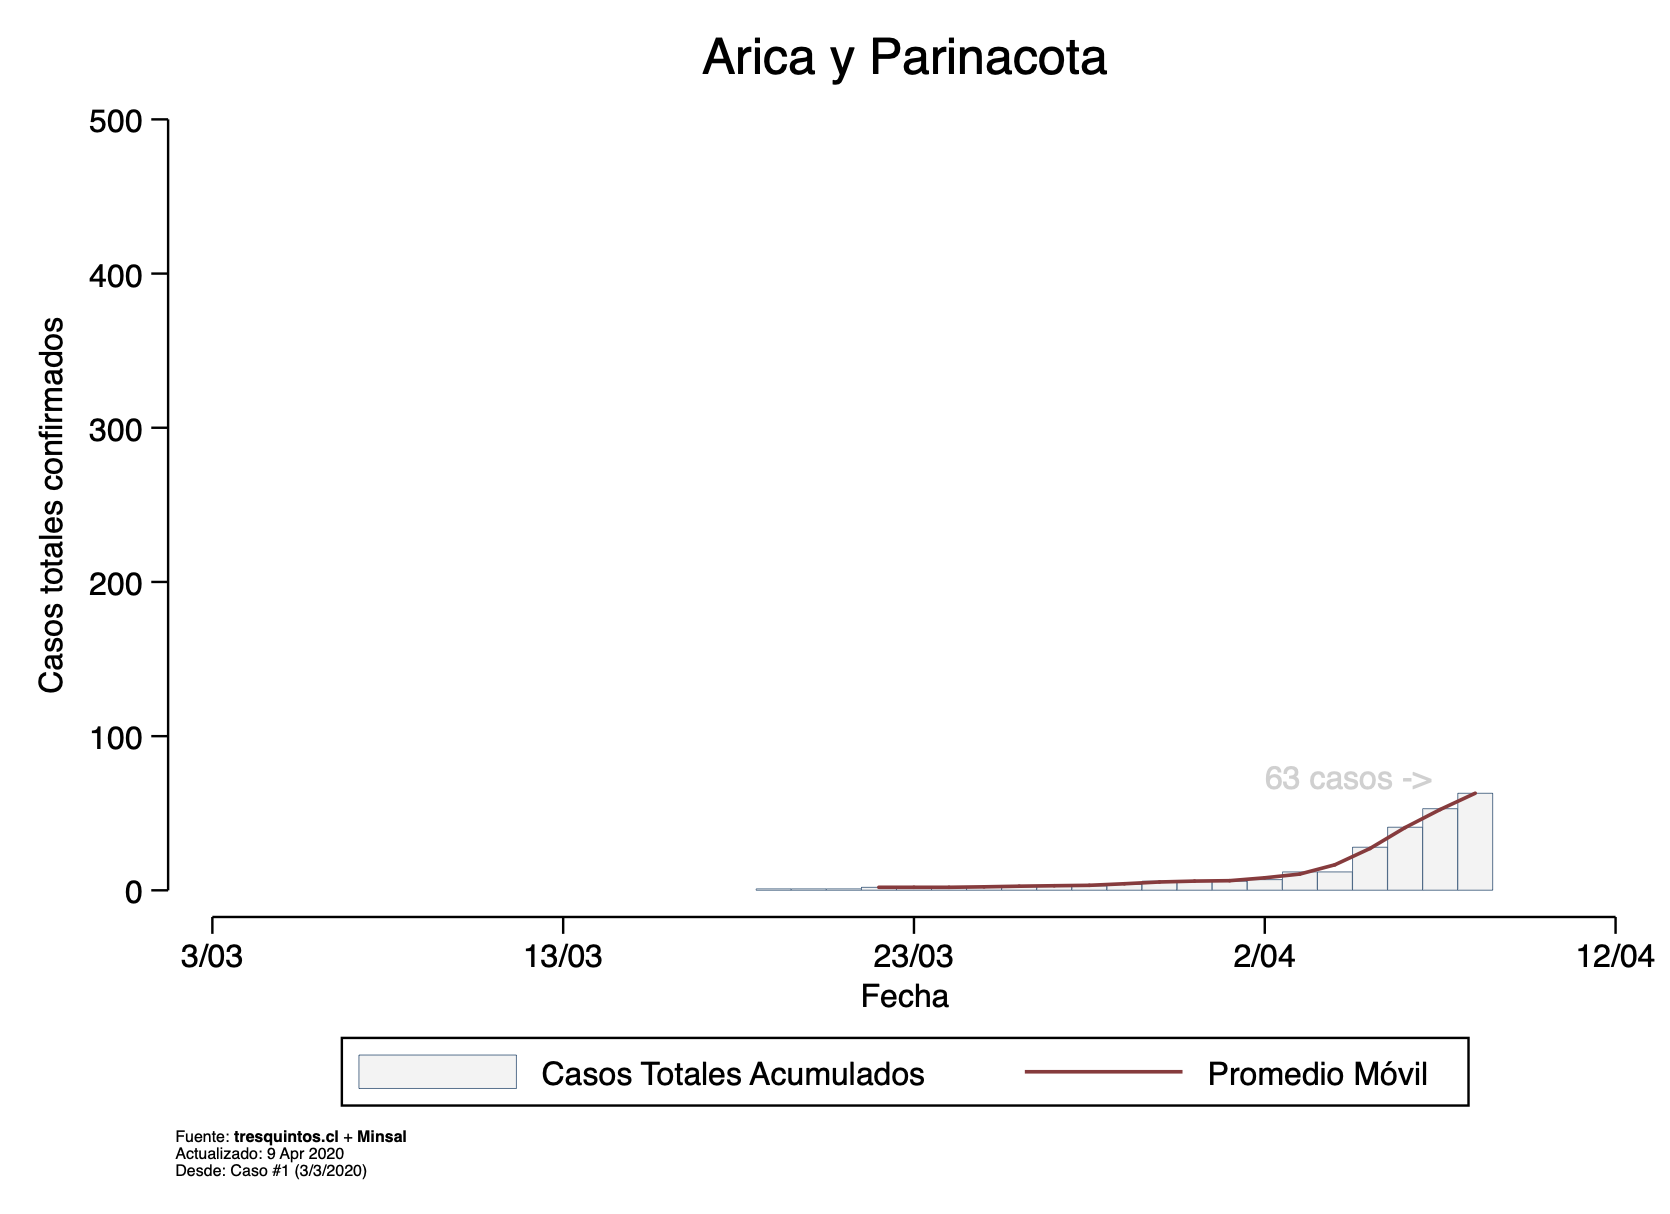 Arica y Parinacota
500
400
300
200
100
0
Casos totales confirmados
63 casos ->
3/03 13/03 23/03 2/04 12/04
Fecha
Casos Totales Acumulados Promedio Móvil
Fuente: tresquintos.cl + Minsal
Actualizado: 9 Apr 2020
Desde: Caso #1 (3/3/2020)